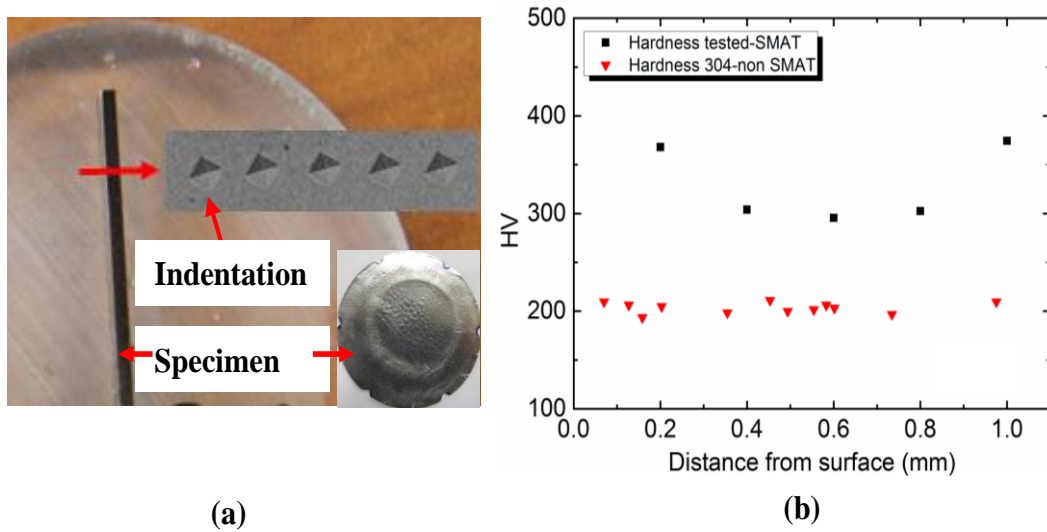 Indentation
Specimen
(a)
500
400
300
200
100
HV
Hardness tested-SMAT
Hardness 304-non SMAT
0.0 0.2 0.4 0.6 0.8 1.0
Distance from surface (mm)
(b)